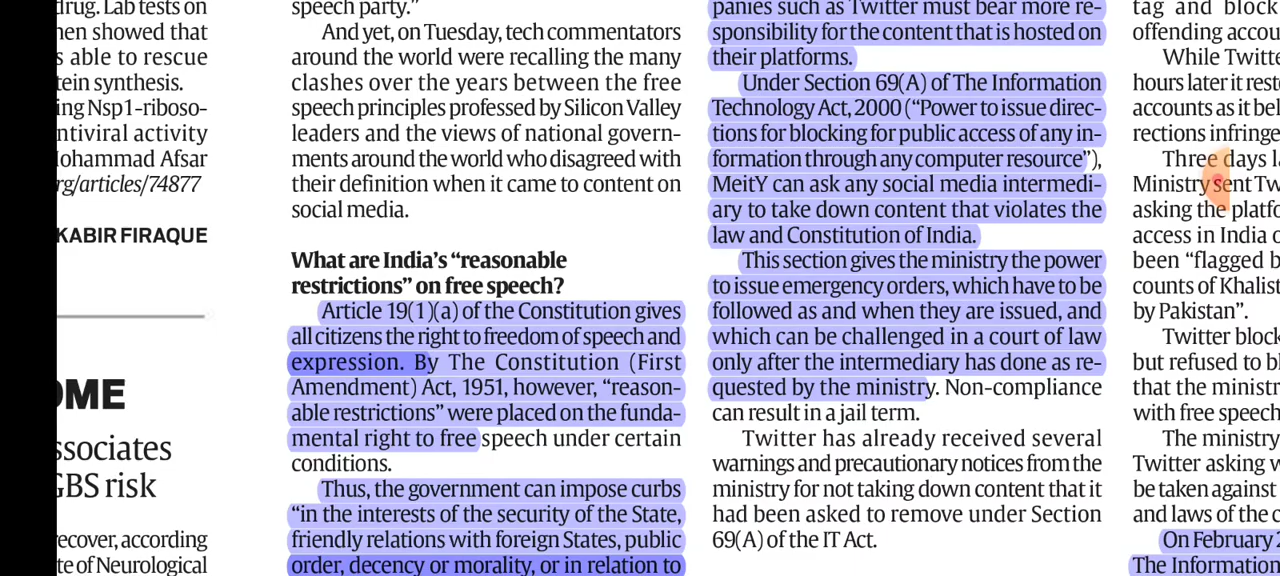 drug. Lab tests on
hen showed that
s able to rescue
tein synthesis.
ing Nsp1-riboso-
ntiviral activity
Mohammad Afsar
rg/articles/74877
KABIR FIRAQUE
OME
ssociates
GBS risk
recover, according
te of Neurological
speech party.”
And yet, on Tuesday, tech commentators
around the world were recalling the many
clashes over the years between the free
speech principles professed by Silicon Valley
leaders and the views of national govern-
ments around the world who disagreed with
their definition when it came to content on
social media.
What are India’s “reasonable
restrictions” on free speech?
Article 19(1)(a) of the Constitution gives
all citizens the right to freedom of speech and
expression. By The Constitution (First
Amendment) Act, 1951, however, “reason-
able restrictions” were placed on the funda-
mental right to free speech under certain
conditions.
Thus, the government can impose curbs
“in the interests of the security of the State,
friendly relations with foreign States, public
order, decency or morality, or in relation to
panies such as Twitter must bear more re-
sponsibility for the content that is hosted on
their platforms.
Under Section 69(A) of The Information
Technology Act, 2000 (“Power to issue direc-
tions for blocking for public access of any in-
formation through any computer resource”),
MeitY can ask any social media intermedi-
ary to take down content that violates the
law and Constitution of India.
This section gives the ministry the power
to issue emergency orders, which have to be
followed as and when they are issued, and
which can be challenged in a court of law
only after the intermediary has done as re-
quested by the ministry. Non-compliance
can result in a jail term.
Twitter has already received several
warnings and precautionary notices from the
ministry for not taking down content that it
had been asked to remove under Section
69(A) of the IT Act.
tag and block
offending accou
While Twitte
hours later it rest
accounts as it bel
rections infringe
Three days l
Ministry sent Tw
asking the platfo
access in India o
been “flagged b
counts of Khalist
by Pakistan”.
Twitter block
but refused to bl
that the ministr
with free speech
The ministry
Twitter asking w
be taken against
and laws of the c
On February 2
The Information